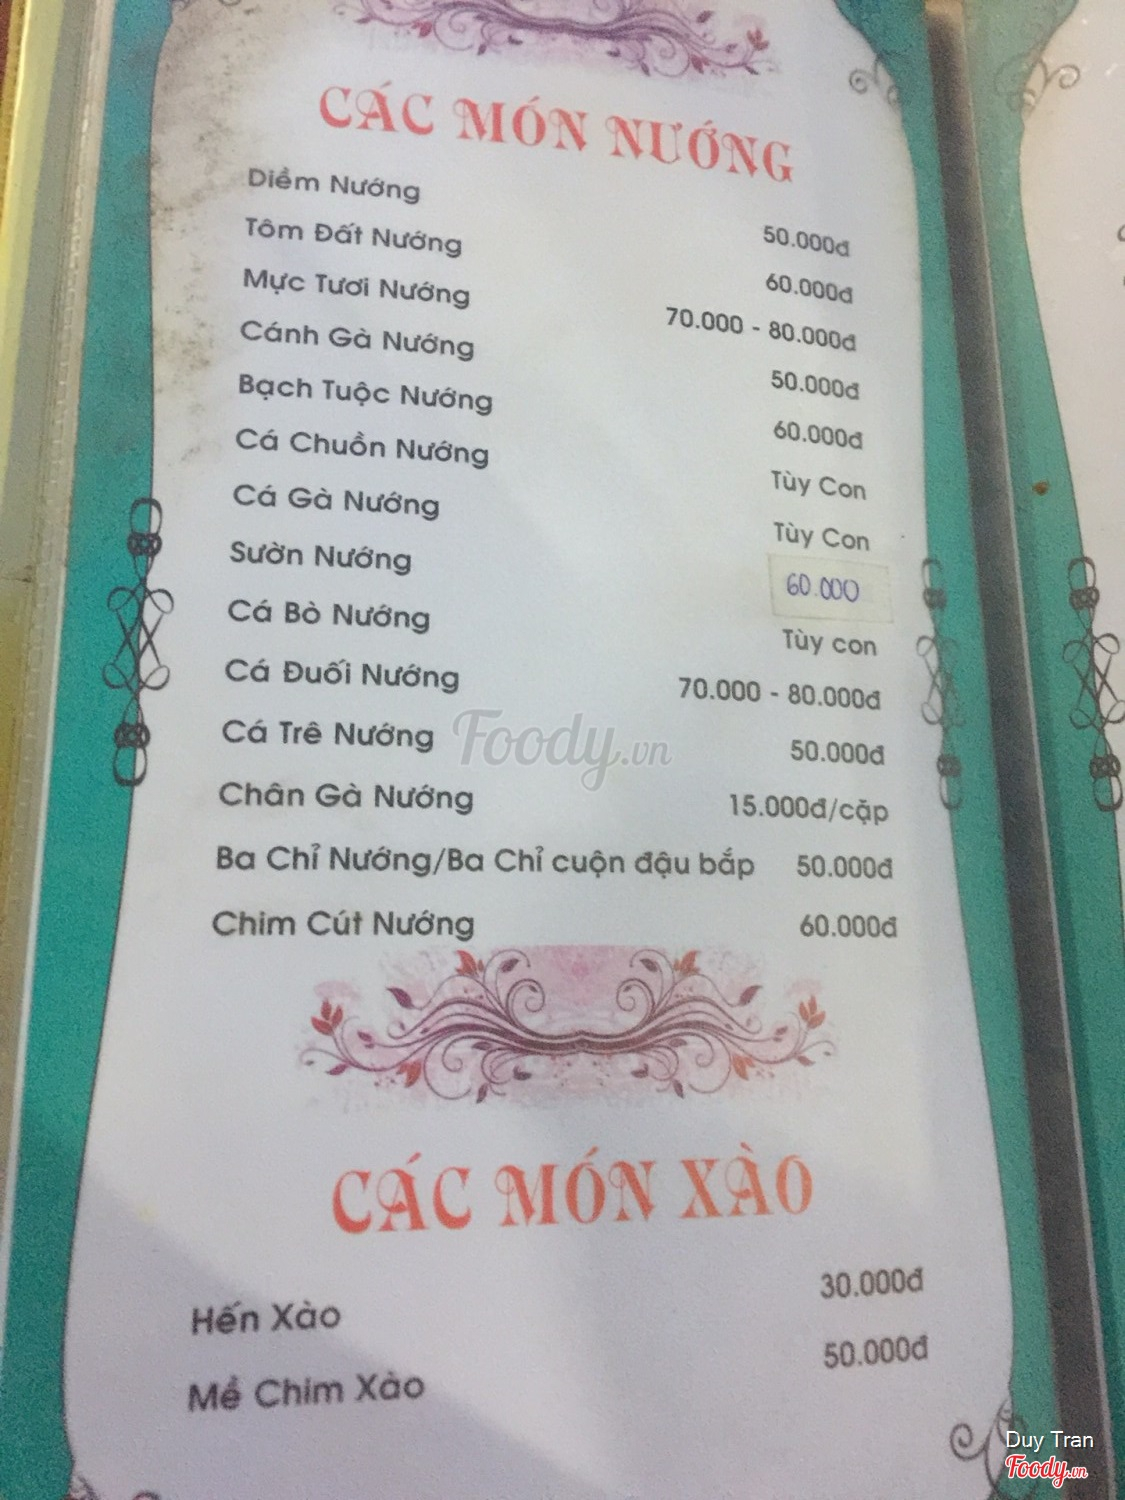 CÁC MÓN NƯỚNG
Diềm Nướng 50.000đ
Tôm Đất Nướng 60.000đ
Mực Tươi Nướng 70.000 - 80.000đ
Cánh Gà Nướng 50.000đ
Bạch Tuộc Nướng 60.000đ
Cá Chuồn Nướng Tùy Con
Cá Gà Nướng Tùy Con
Sườn Nướng 60.000
Cá Bò Nướng Tùy con
Cá Đuối Nướng 70.000 - 80.000đ
Cá Trê Nướng 50.000đ
Chân Gà Nướng 15.000đ/cặp
Ba Chỉ Nướng/Ba Chỉ cuộn đậu bắp 50.000đ
Chim Cút Nướng 60.000đ
Foody.vn
CÁC MÓN XÀO
Hến Xào 30.000đ
Mề Chim Xào 50.000đ
Duy Tran
Foody.vn